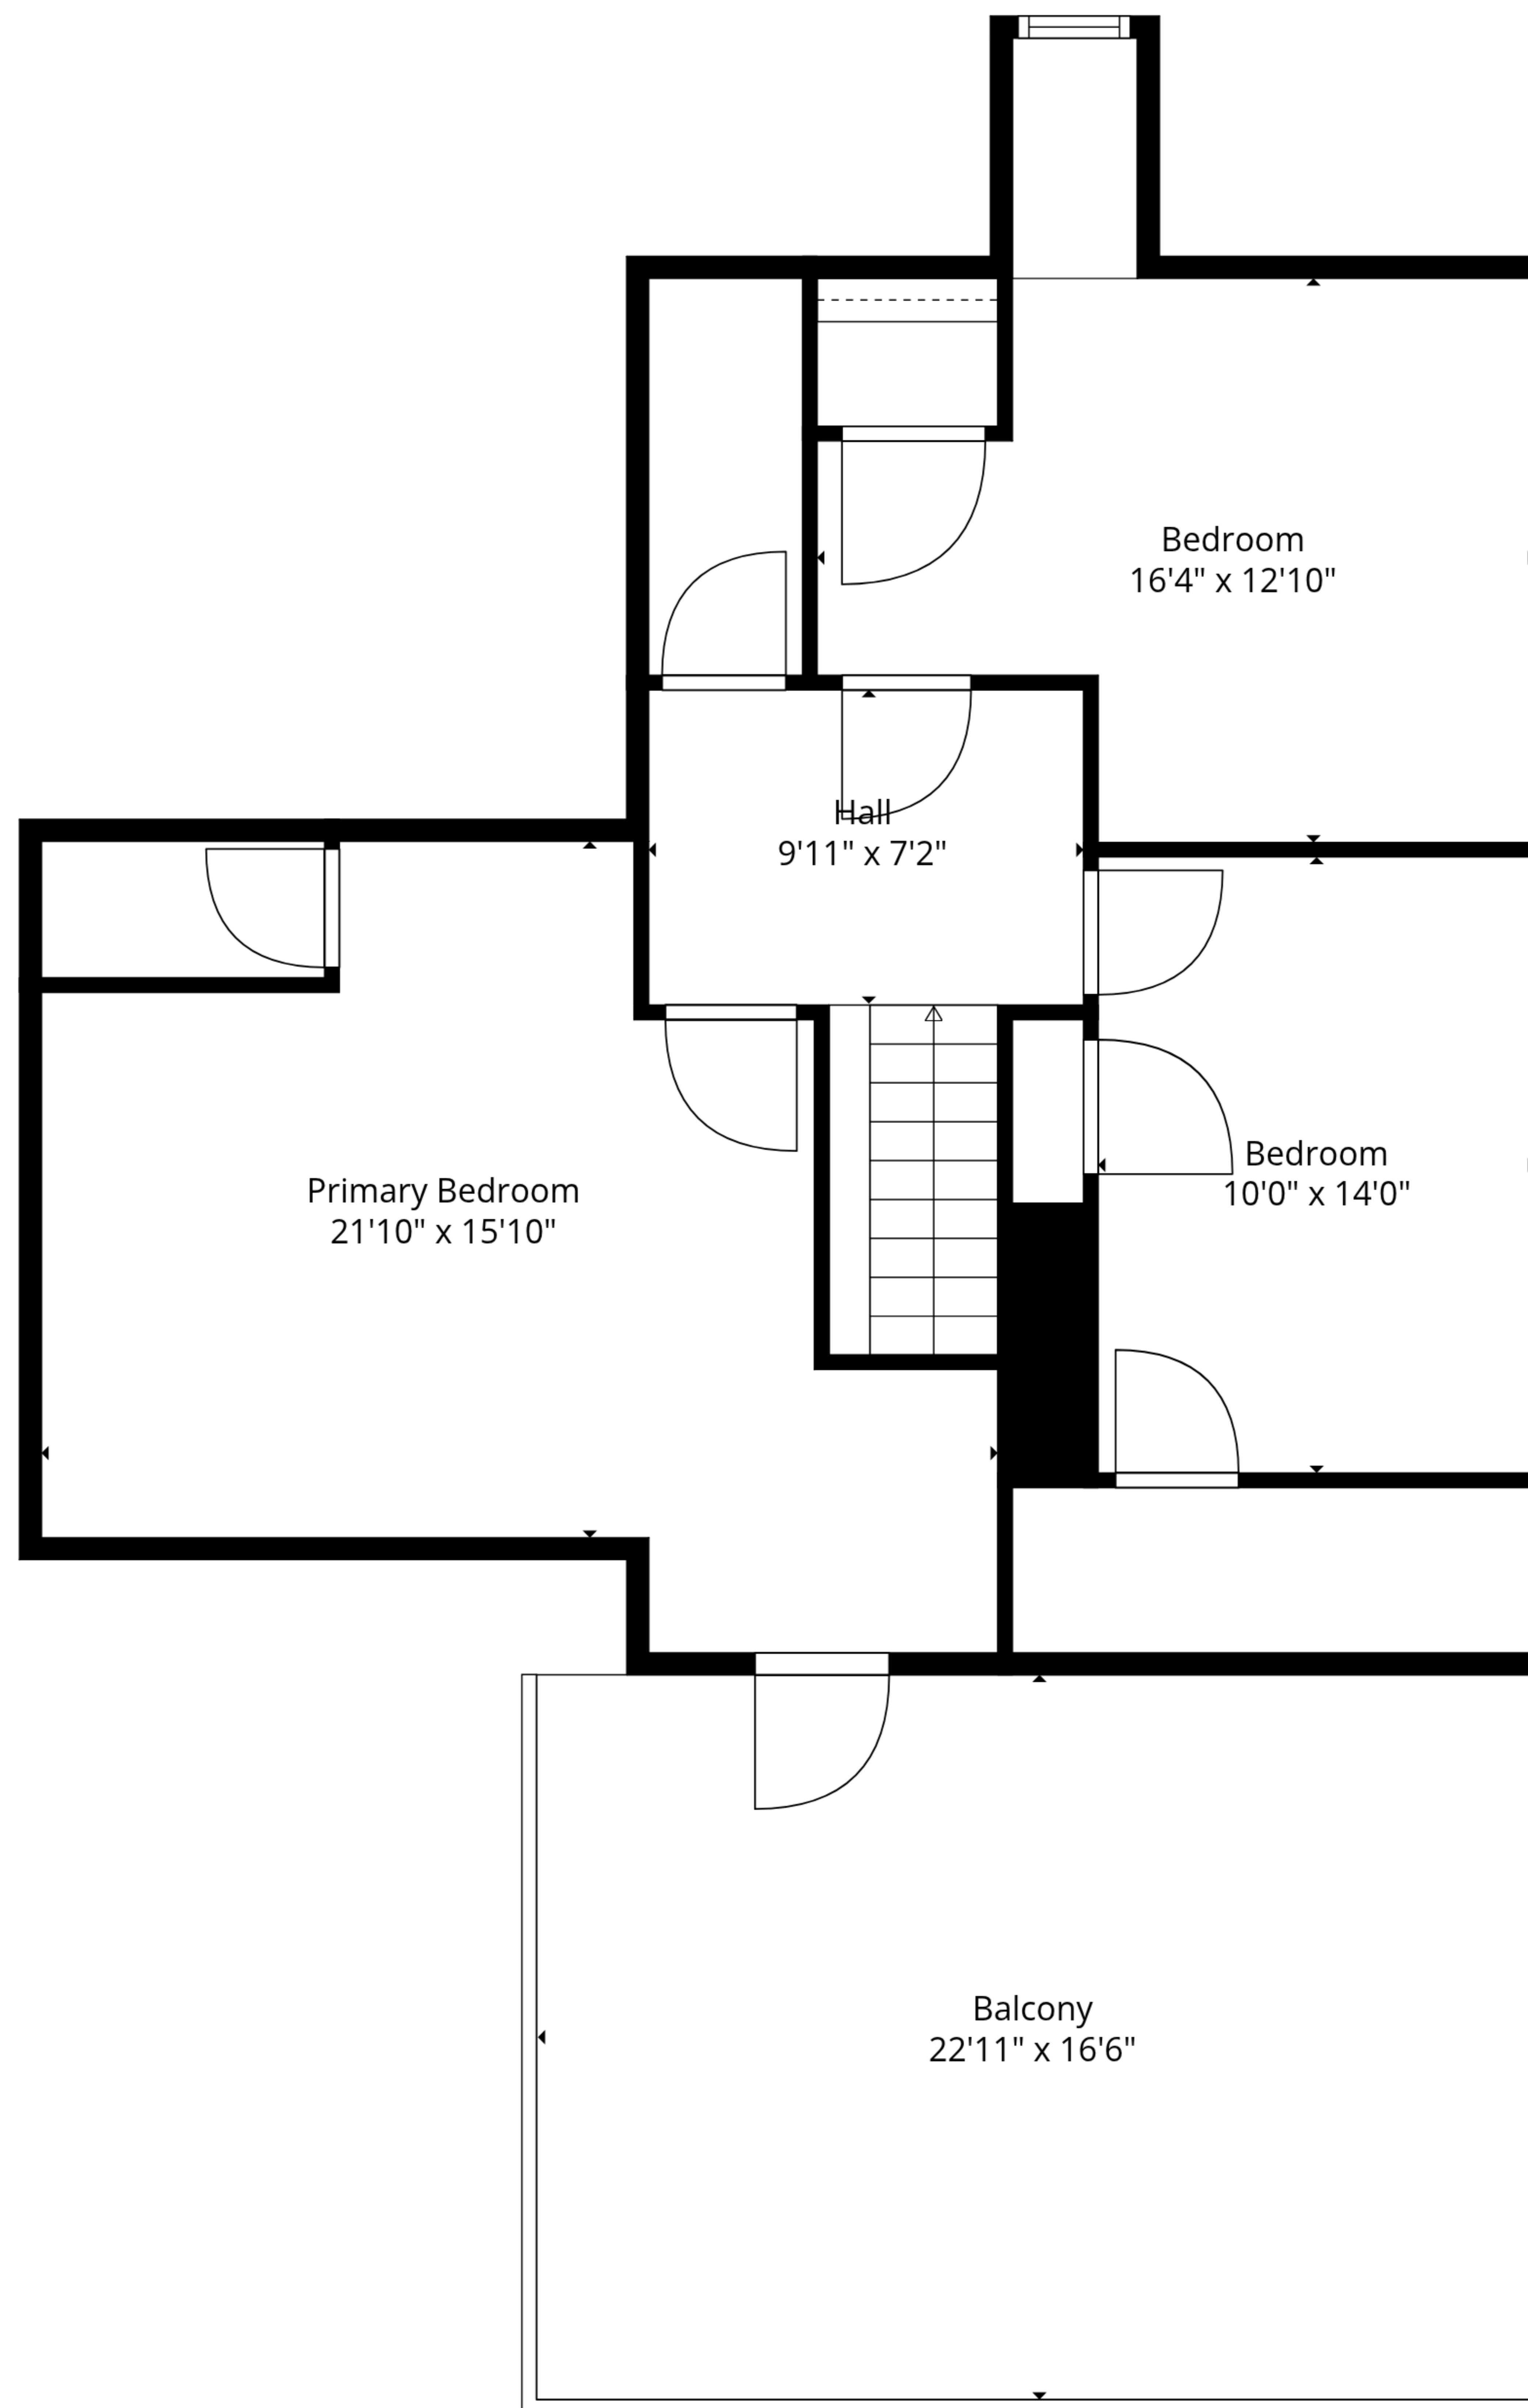 Bedroom
16'4" x 12'10"
Hall
9'11" x 7'2"
Primary Bedroom
21'10" x 15'10"
Bedroom
10'0" x 14'0"
Balcony
22'11" x 16'6"